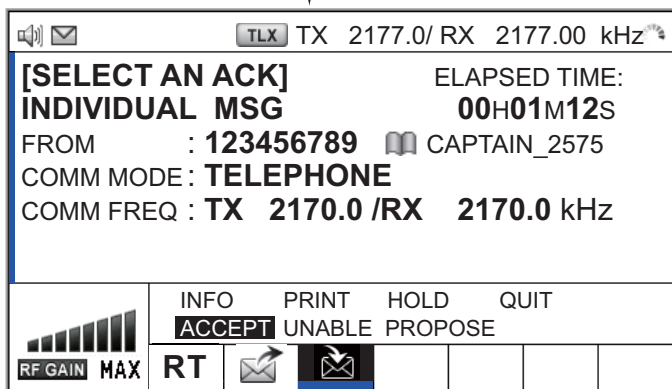 TLX TX 2177.0/ RX 2177.00 kHz
[SELECT AN ACK] ELAPSED TIME:
INDIVIDUAL MSG 00H01M12S
FROM : 123456789 CAPTAIN_2575
COMM MODE : TELEPHONE
COMM FREQ : TX 2170.0 /RX 2170.0 kHz
INFO PRINT HOLD QUIT
ACCEPT UNABLE PROPOSE
RF GAIN MAX RT